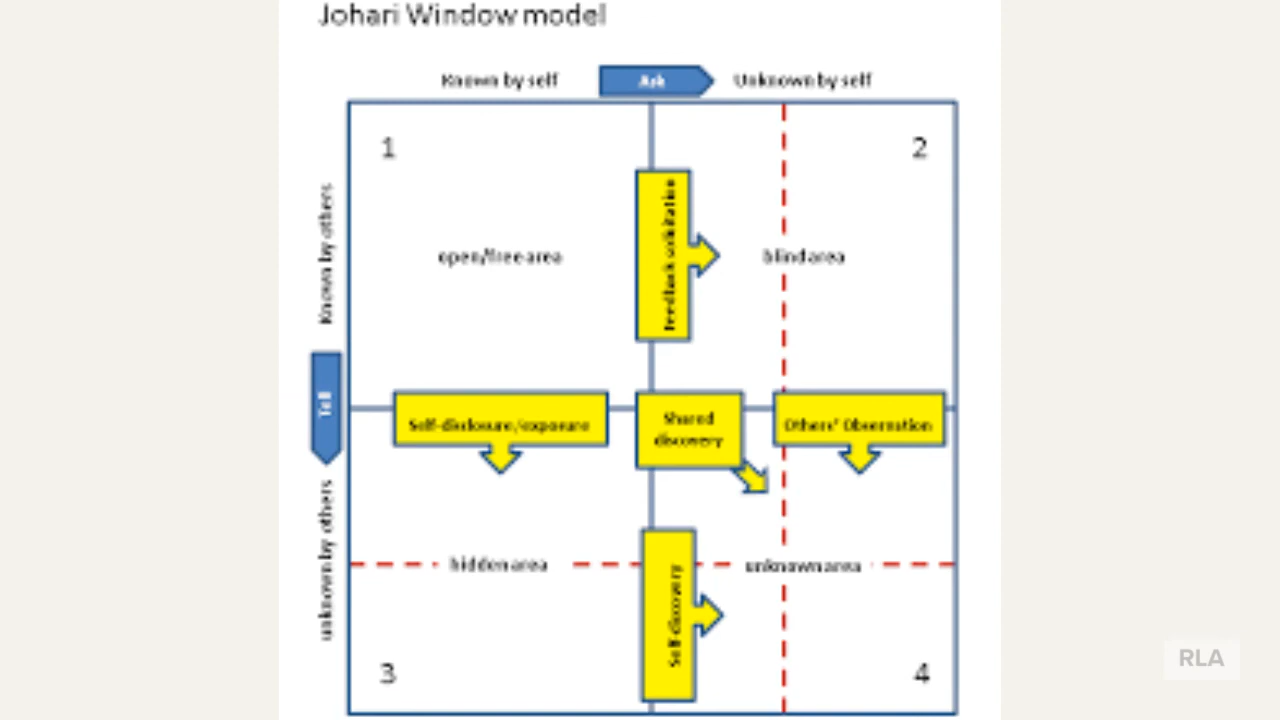 Johari Window model
Known by self
Ask
Unknown by self
1
2
Known by others
feedback solicitation
open/free area
blind area
Tell
Self-disclosure/exposure
Shared
discovery
Others' Observation
unknown by others
hidden area
unknown area
Self-discovery
RLA
3
4